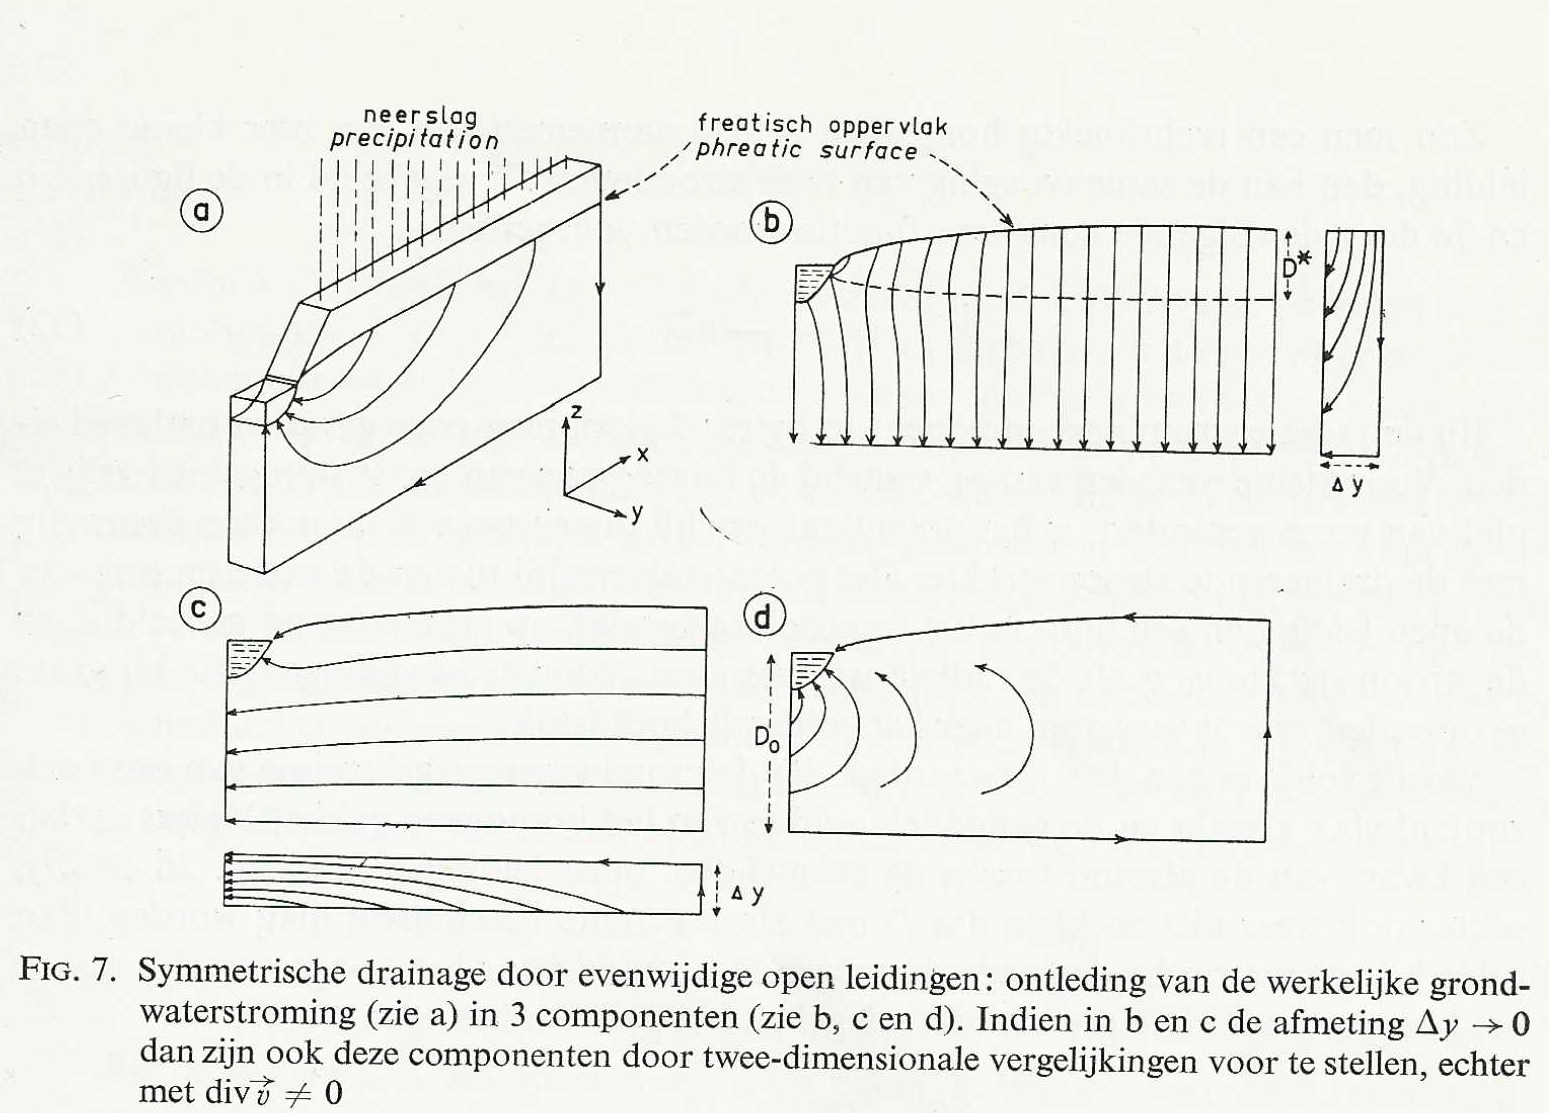 neerslag
precipitation
freatisch oppervlak
phreatic surface
a
b
D*
z
x
y
Δ y
c
d
D₀
Δ y
FIG. 7. Symmetrische drainage door evenwijdige open leidingen: ontleding van de werkelijke grond-
waterstroming (zie a) in 3 componenten (zie b, c en d). Indien in b en c de afmeting Δy → 0
dan zijn ook deze componenten door twee-dimensionale vergelijkingen voor te stellen, echter
met div v⃗ ≠ 0